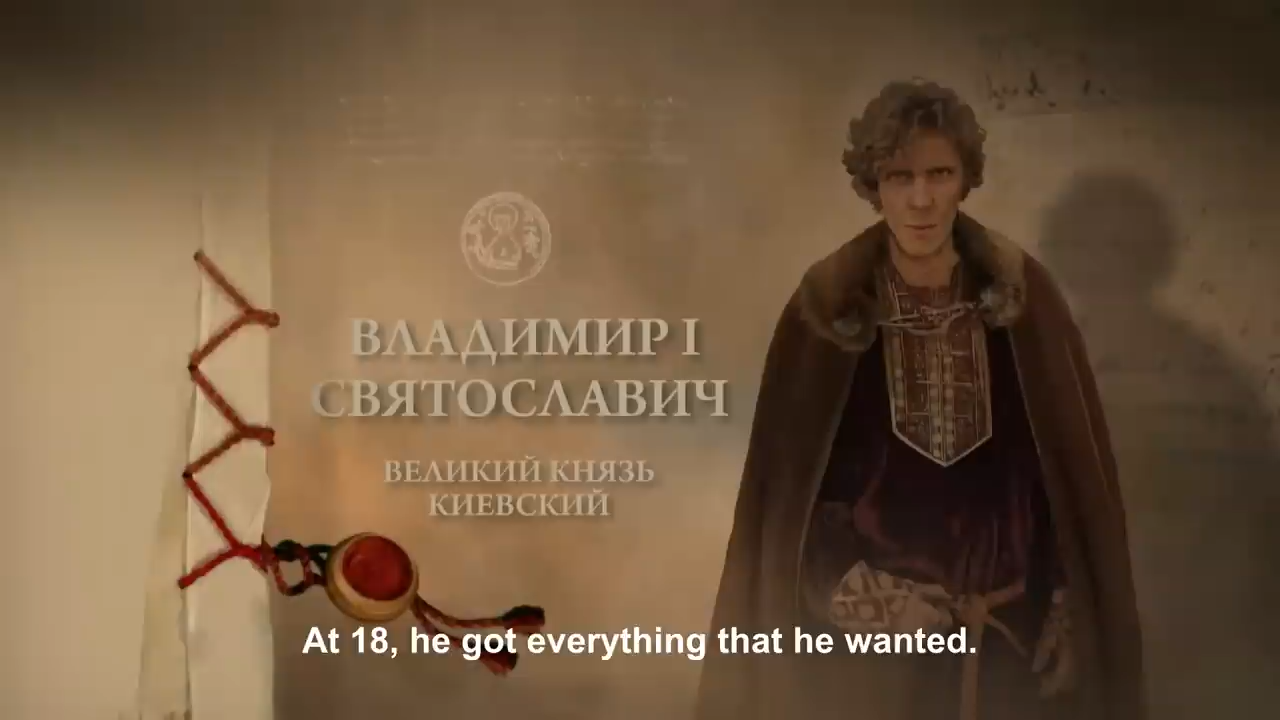 ВЛАДИМИР I
СВЯТОСЛАВИЧ
ВЕЛИКИЙ КНЯЗЬ
КИЕВСКИЙ
At 18, he got everything that he wanted.